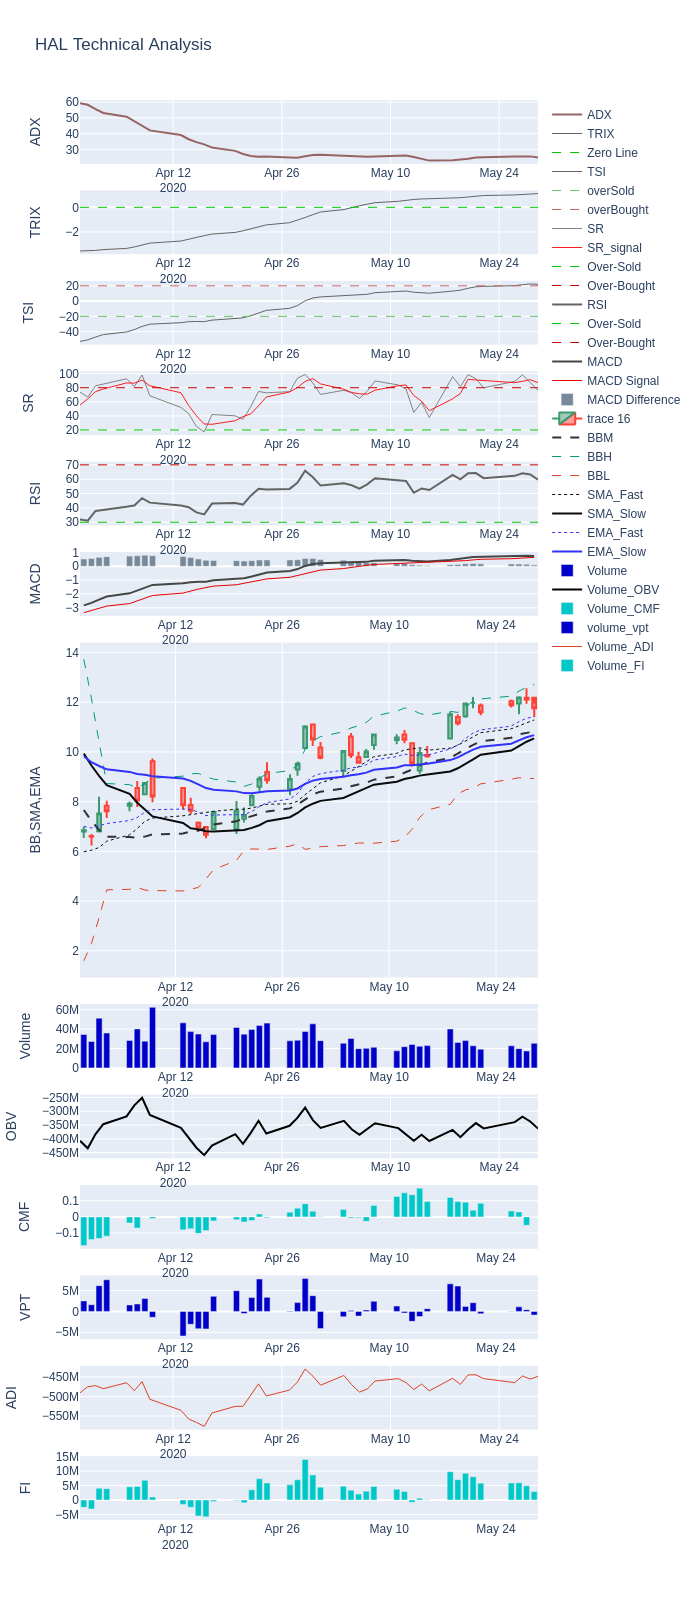 HAL Technical Analysis
ADX
60
50
40
30
Apr 12
2020
Apr 26
May 10
May 24
TRIX
0
−2
Apr 12
2020
Apr 26
May 10
May 24
TSI
20
0
−20
−40
Apr 12
2020
Apr 26
May 10
May 24
SR
100
80
60
40
20
Apr 12
2020
Apr 26
May 10
May 24
RSI
70
60
50
40
30
Apr 12
2020
Apr 26
May 10
May 24
MACD
1
0
−1
−2
−3
Apr 12
2020
Apr 26
May 10
May 24
BB,SMA,EMA
14
12
10
8
6
4
2
Apr 12
2020
Apr 26
May 10
May 24
Volume
60M
40M
20M
0
Apr 12
2020
Apr 26
May 10
May 24
OBV
−250M
−300M
−350M
−400M
−450M
Apr 12
2020
Apr 26
May 10
May 24
CMF
0.1
0
−0.1
Apr 12
2020
Apr 26
May 10
May 24
VPT
5M
0
−5M
Apr 12
2020
Apr 26
May 10
May 24
ADI
−450M
−500M
−550M
Apr 12
2020
Apr 26
May 10
May 24
FI
15M
10M
5M
0
−5M
Apr 12
2020
Apr 26
May 10
May 24
ADX
TRIX
Zero Line
TSI
overSold
overBought
SR
SR_signal
Over-Sold
Over-Bought
RSI
Over-Sold
Over-Bought
MACD
MACD Signal
MACD Difference
trace 16
BBM
BBH
BBL
SMA_Fast
SMA_Slow
EMA_Fast
EMA_Slow
Volume
Volume_OBV
Volume_CMF
volume_vpt
Volume_ADI
Volume_FI